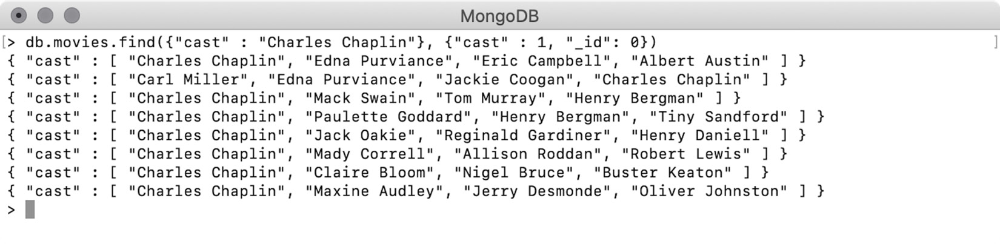 MongoDB
[> db.movies.find({"cast" : "Charles Chaplin"}, {"cast" : 1, "_id": 0}) ]
{ "cast" : [ "Charles Chaplin", "Edna Purviance", "Eric Campbell", "Albert Austin" ] }
{ "cast" : [ "Carl Miller", "Edna Purviance", "Jackie Coogan", "Charles Chaplin" ] }
{ "cast" : [ "Charles Chaplin", "Mack Swain", "Tom Murray", "Henry Bergman" ] }
{ "cast" : [ "Charles Chaplin", "Paulette Goddard", "Henry Bergman", "Tiny Sandford" ] }
{ "cast" : [ "Charles Chaplin", "Jack Oakie", "Reginald Gardiner", "Henry Daniell" ] }
{ "cast" : [ "Charles Chaplin", "Mady Correll", "Allison Roddan", "Robert Lewis" ] }
{ "cast" : [ "Charles Chaplin", "Claire Bloom", "Nigel Bruce", "Buster Keaton" ] }
{ "cast" : [ "Charles Chaplin", "Maxine Audley", "Jerry Desmonde", "Oliver Johnston" ] }
>